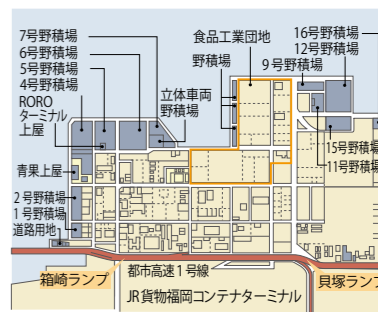 7号野積場
6号野積場
5号野積場
4号野積場
RORO
ターミナル
上屋
立体車両
野積場
食品工業団地
野積場
9号野積場
16号野積場
12号野積場
15号野積場
11号野積場
青果上屋
2号野積場
1号野積場
道路用地
箱崎ランプ
都市高速1号線
JR貨物福岡コンテナターミナル
貝塚ランプ